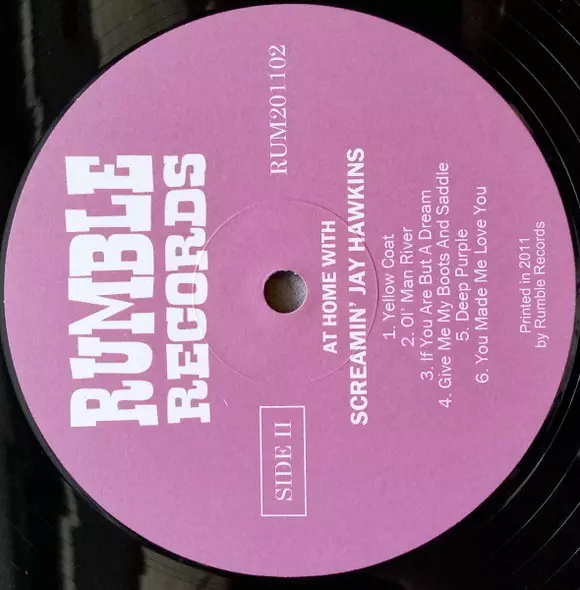 RUMBLE
RECORDS
SIDE II
RUM201102
AT HOME WITH
SCREAMIN' JAY HAWKINS
1. Yellow Coat
2. Ol' Man River
3. If You Are But A Dream
4. Give Me My Boots And Saddle
5. Deep Purple
6. You Made Me Love You
Printed in 2011
by Rumble Records